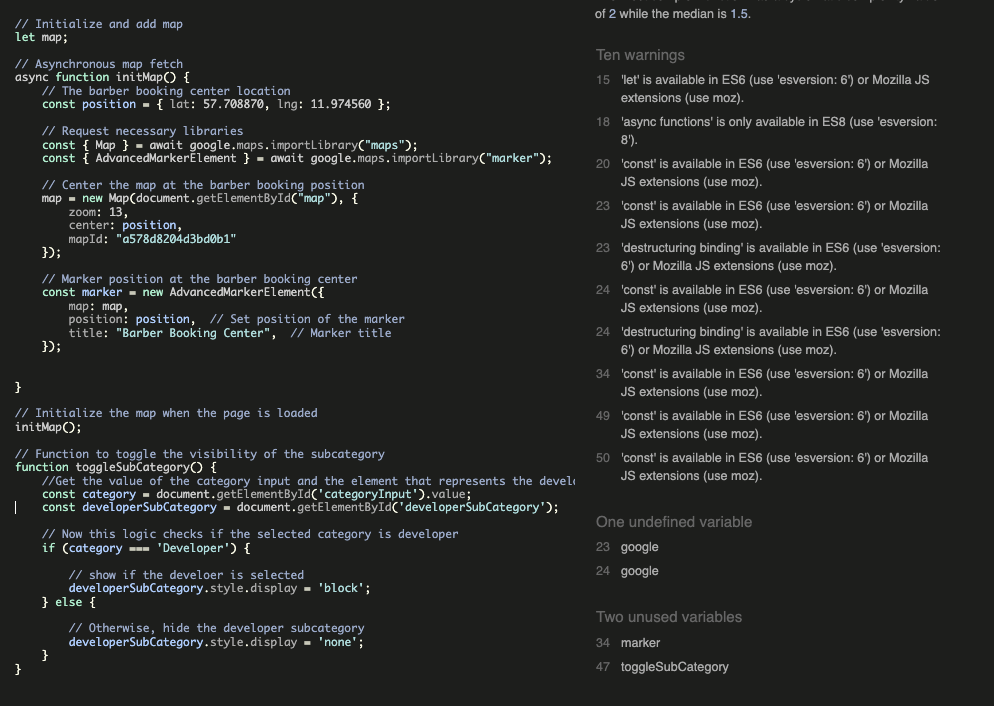 // Initialize and add map
let map;
// Asynchronous map fetch
async function initMap() {
// The barber booking center location
const position = { lat: 57.708870, lng: 11.974560 };
// Request necessary libraries
const { Map } = await google.maps.importLibrary("maps");
const { AdvancedMarkerElement } = await google.maps.importLibrary("marker");
// Center the map at the barber booking position
map = new Map(document.getElementById("map"), {
zoom: 13,
center: position,
mapId: "a578d8204d3bd0b1"
});
// Marker position at the barber booking center
const marker = new AdvancedMarkerElement({
map: map,
position: position,  // Set position of the marker
title: "Barber Booking Center",  // Marker title
});
}
// Initialize the map when the page is loaded
initMap();
// Function to toggle the visibility of the subcategory
function toggleSubCategory() {
//Get the value of the category input and the element that represents the develo
const category = document.getElementById('categoryInput').value;
const developerSubCategory = document.getElementById('developerSubCategory');
// Now this logic checks if the selected category is developer
if (category === 'Developer') {
// show if the develoer is selected
developerSubCategory.style.display = 'block';
} else {
// Otherwise, hide the developer subcategory
developerSubCategory.style.display = 'none';
}
}
of 2 while the median is 1.5.
Ten warnings
15 'let' is available in ES6 (use 'esversion: 6') or Mozilla JS
extensions (use moz).
18 'async functions' is only available in ES8 (use 'esversion:
8').
20 'const' is available in ES6 (use 'esversion: 6') or Mozilla
JS extensions (use moz).
23 'const' is available in ES6 (use 'esversion: 6') or Mozilla
JS extensions (use moz).
23 'destructuring binding' is available in ES6 (use 'esversion:
6') or Mozilla JS extensions (use moz).
24 'const' is available in ES6 (use 'esversion: 6') or Mozilla
JS extensions (use moz).
24 'destructuring binding' is available in ES6 (use 'esversion:
6') or Mozilla JS extensions (use moz).
34 'const' is available in ES6 (use 'esversion: 6') or Mozilla
JS extensions (use moz).
49 'const' is available in ES6 (use 'esversion: 6') or Mozilla
JS extensions (use moz).
50 'const' is available in ES6 (use 'esversion: 6') or Mozilla
JS extensions (use moz).
One undefined variable
23 google
24 google
Two unused variables
34 marker
47 toggleSubCategory